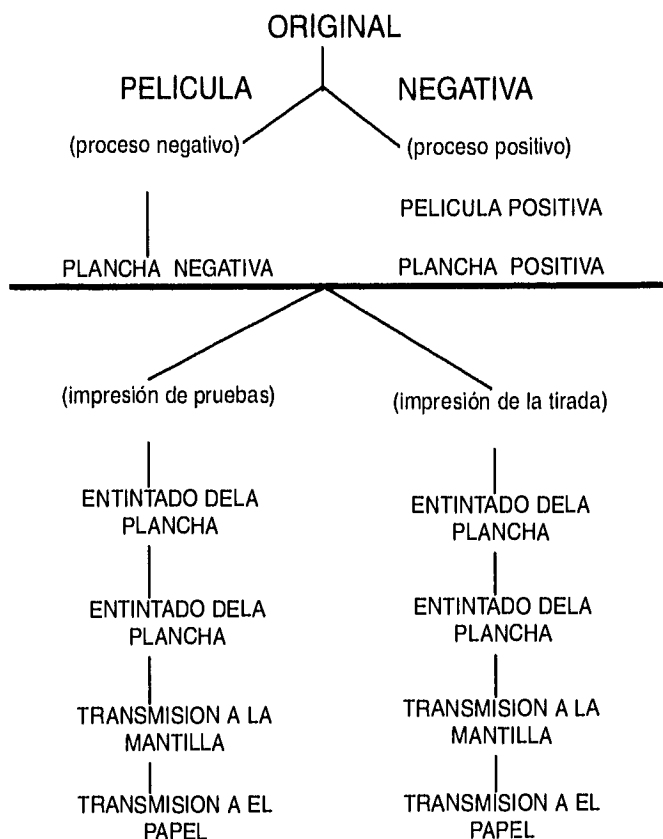 ORIGINAL
PELICULA NEGATIVA
(proceso negativo) (proceso positivo)
PELICULA POSITIVA
PLANCHA NEGATIVA PLANCHA POSITIVA
(impresión de pruebas) (impresión de la tirada)
ENTINTADO DELA
PLANCHA
ENTINTADO DELA
PLANCHA
TRANSMISION A LA
MANTILLA
TRANSMISION A EL
PAPEL
ENTINTADO DELA
PLANCHA
ENTINTADO DELA
PLANCHA
TRANSMISION A LA
MANTILLA
TRANSMISION A EL
PAPEL